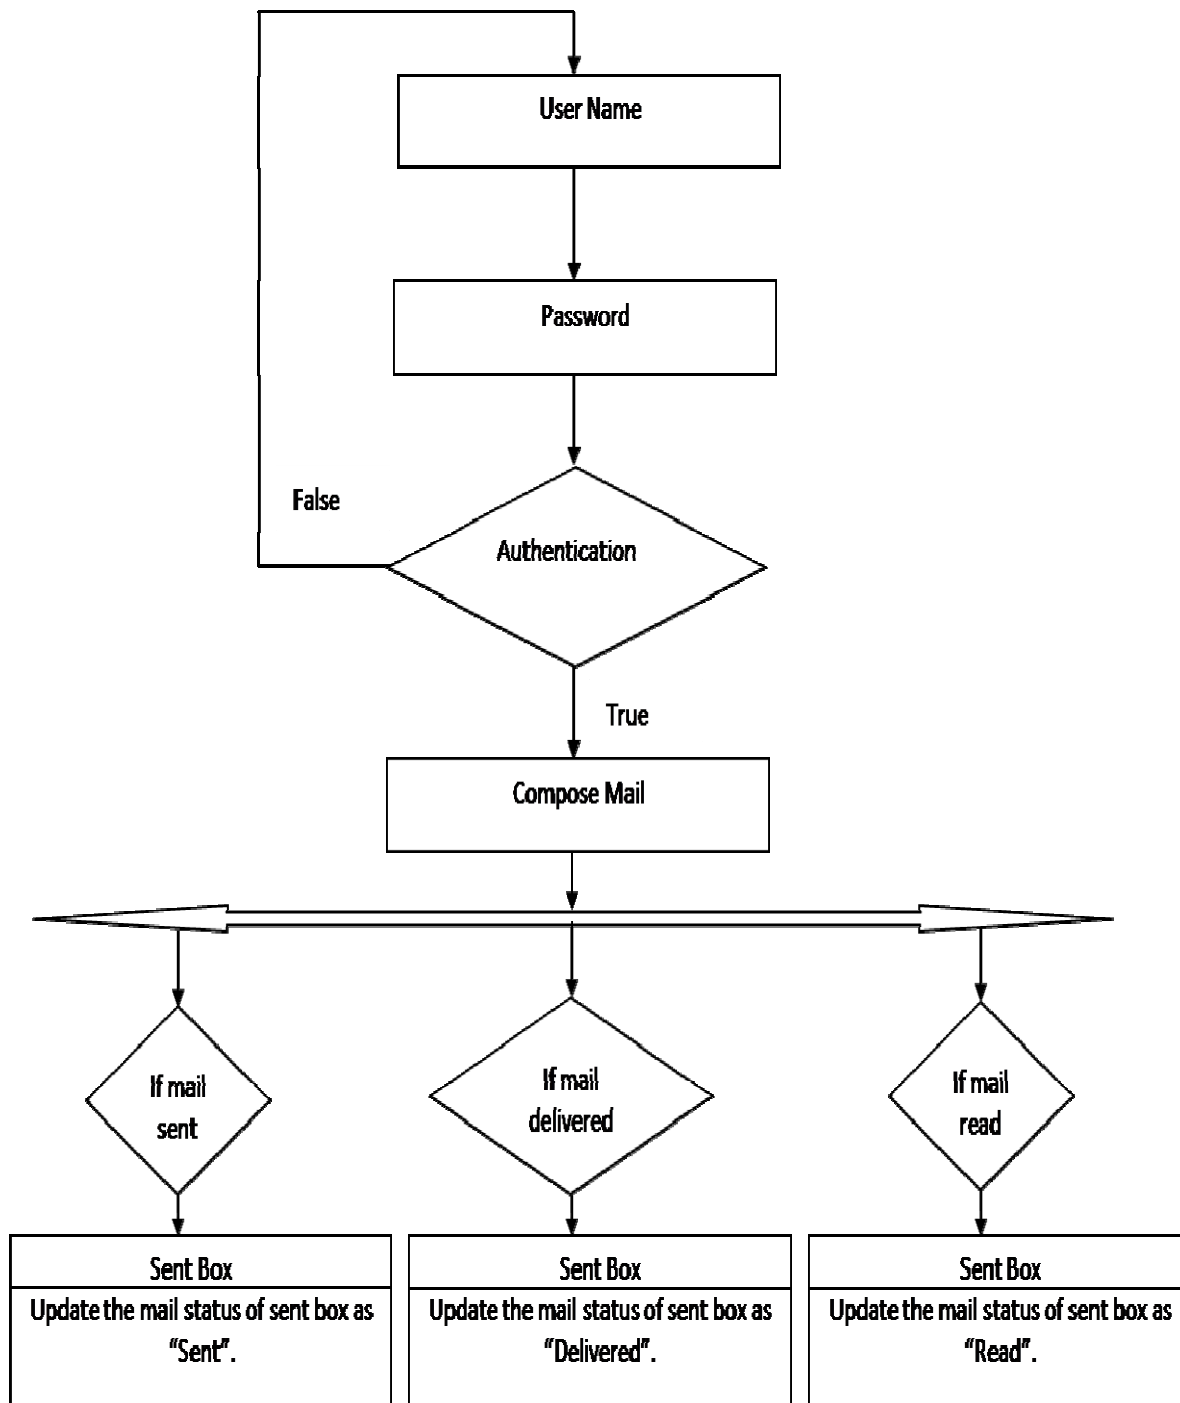 User Name
Password
False
Authentication
True
Compose Mail
If mail
sent
If mail
delivered
If mail
read
Sent Box
Update the mail status of sent box as
“Sent”.
Sent Box
Update the mail status of sent box as
“Delivered”.
Sent Box
Update the mail status of sent box as
“Read”.